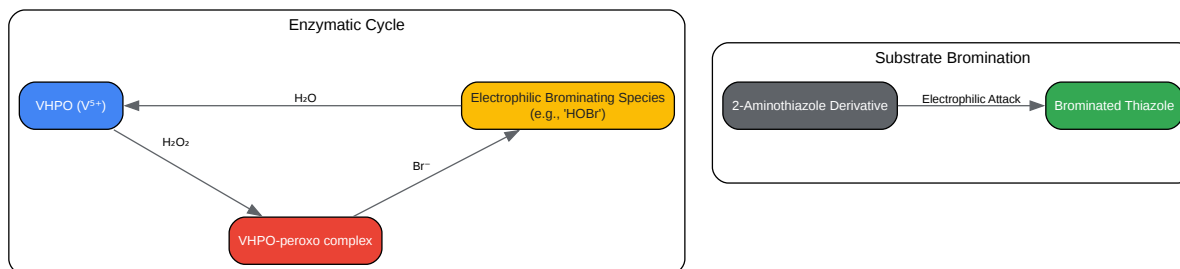 Enzymatic Cycle
VHPO (V⁵⁺)
H₂O
Electrophilic Brominating Species
(e.g., 'HOBr')
H₂O₂
Br⁻
VHPO-peroxo complex
Substrate Bromination
2-Aminothiazole Derivative
Electrophilic Attack
Brominated Thiazole